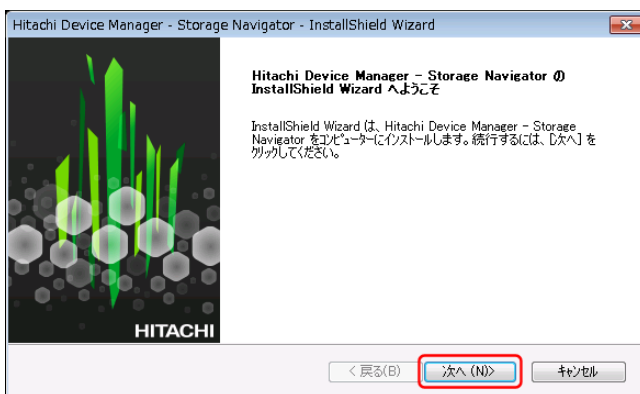 Hitachi Device Manager - Storage Navigator - InstallShield Wizard
Hitachi Device Manager - Storage Navigator の
InstallShield Wizard へようこそ
InstallShield Wizard は、Hitachi Device Manager - Storage
Navigator をコンピューターにインストールします。続行するには、[次へ] を
クリックしてください。
HITACHI
< 戻る(B)
次へ (N)>
キャンセル